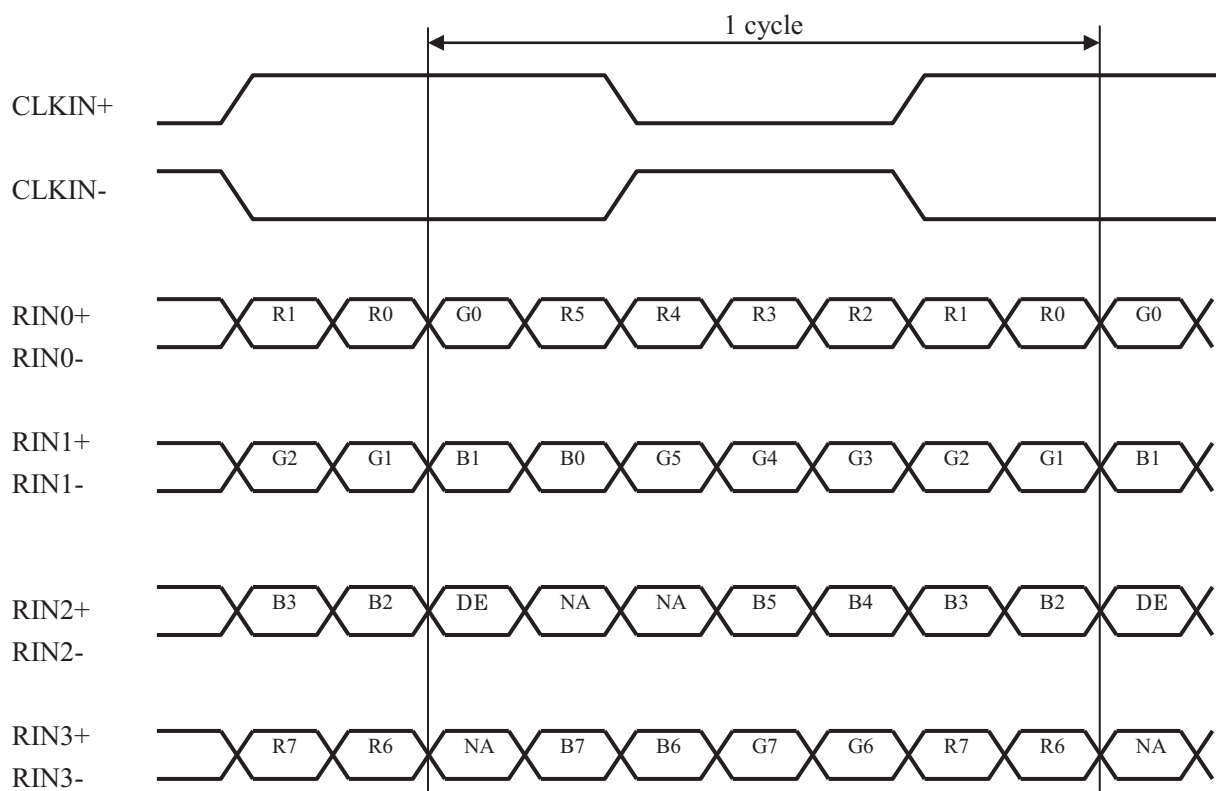 1 cycle
CLKIN+
CLKIN-
RIN0+ R1 R0 G0 R5 R4 R3 R2 R1 R0 G0
RIN0-
RIN1+ G2 G1 B1 B0 G5 G4 G3 G2 G1 B1
RIN1-
RIN2+ B3 B2 DE NA NA B5 B4 B3 B2 DE
RIN2-
RIN3+ R7 R6 NA B7 B6 G7 G6 R7 R6 NA
RIN3-